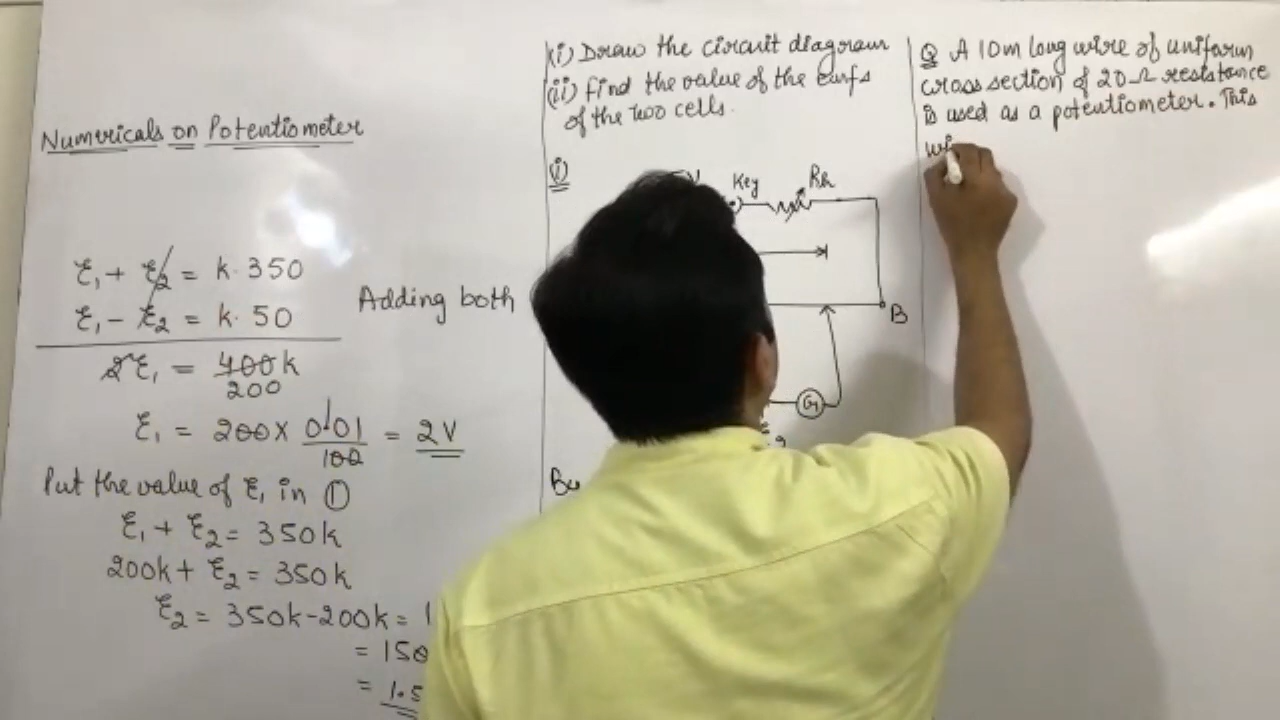 Numericals on Potentiometer
ε₁ + ε₂ = k. 350
ε₁ - ε₂ = k. 50
Adding both
2ε₁ = 400k
200
ε₁ = 200 x 0.01 = 2V
100
Put the value of ε₁ in ①
ε₁ + ε₂ = 350k
200k + ε₂ = 350k
ε₂ = 350k - 200k = 1
= 150
= 1.5
(i) Draw the circuit diagram
(ii) find the value of the emfs
of the two cells.
(i)
Key
Rh
B
G
Q A 10m long wire of uniform
cross section of 20Ω resistance
is used as a potentiometer. This
wi